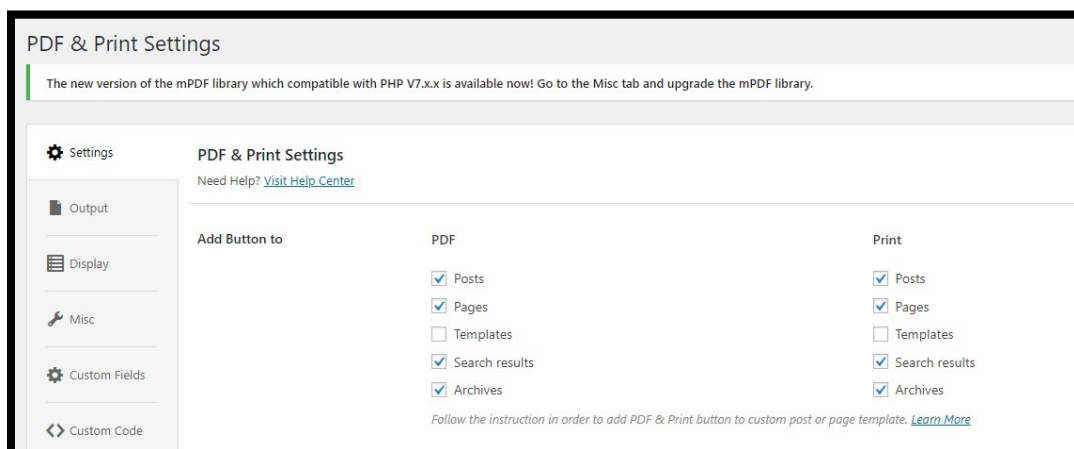 PDF & Print Settings
The new version of the mPDF library which compatible with PHP V7.x.x is available now! Go to the Misc tab and upgrade the mPDF library.
Settings
PDF & Print Settings
Need Help? Visit Help Center
Output
Add Button to PDF Print
Display
Posts Posts
Misc
Pages Pages
Templates Templates
Search results Search results
Custom Fields
Archives Archives
Follow the instruction in order to add PDF & Print button to custom post or page template. Learn More
Custom Code